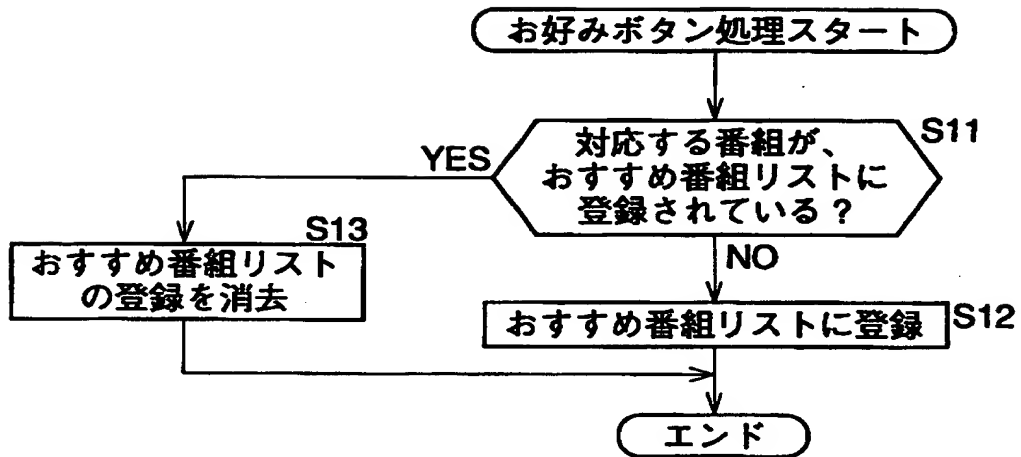 お好みボタン処理スタート
S11
対応する番組が、
おすすめ番組リストに
登録されている?
YES
NO
S13
おすすめ番組リスト
の登録を消去
おすすめ番組リストに登録
S12
エンド